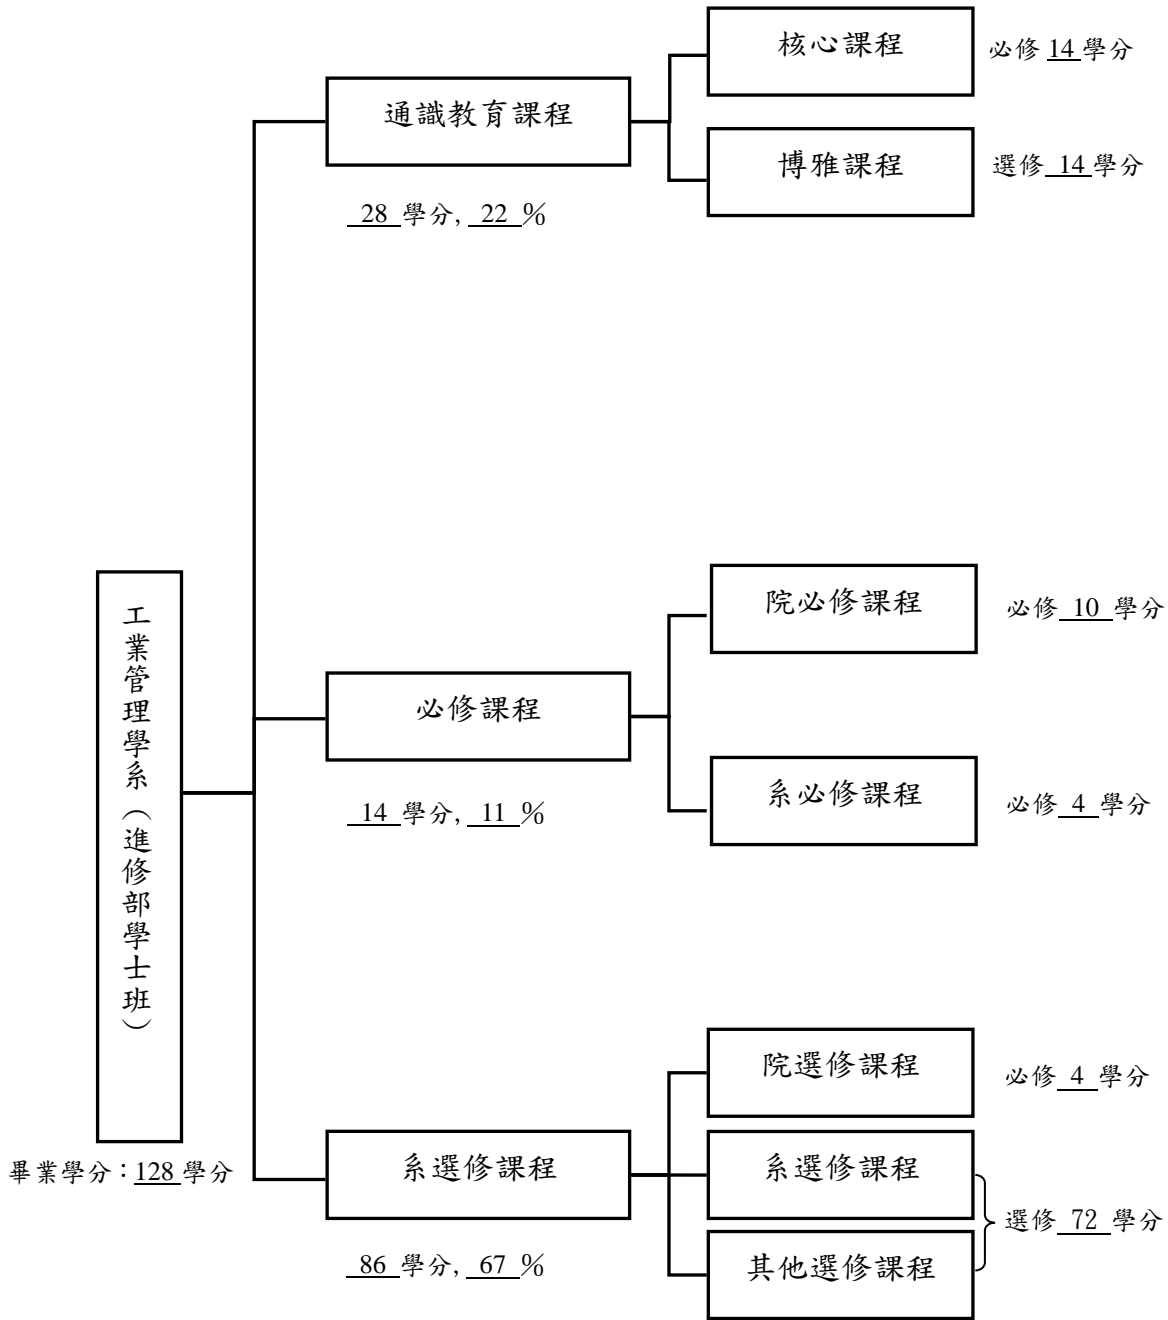 核心課程
必修 14 學分
通識教育課程
博雅課程
選修 14 學分
28 學分, 22 %
工業管理學系（進修部學士班）
院必修課程
必修 10 學分
必修課程
系必修課程
必修 4 學分
14 學分, 11 %
院選修課程
必修 4 學分
畢業學分：128 學分
系選修課程
系選修課程
選修 72 學分
86 學分, 67 %
其他選修課程